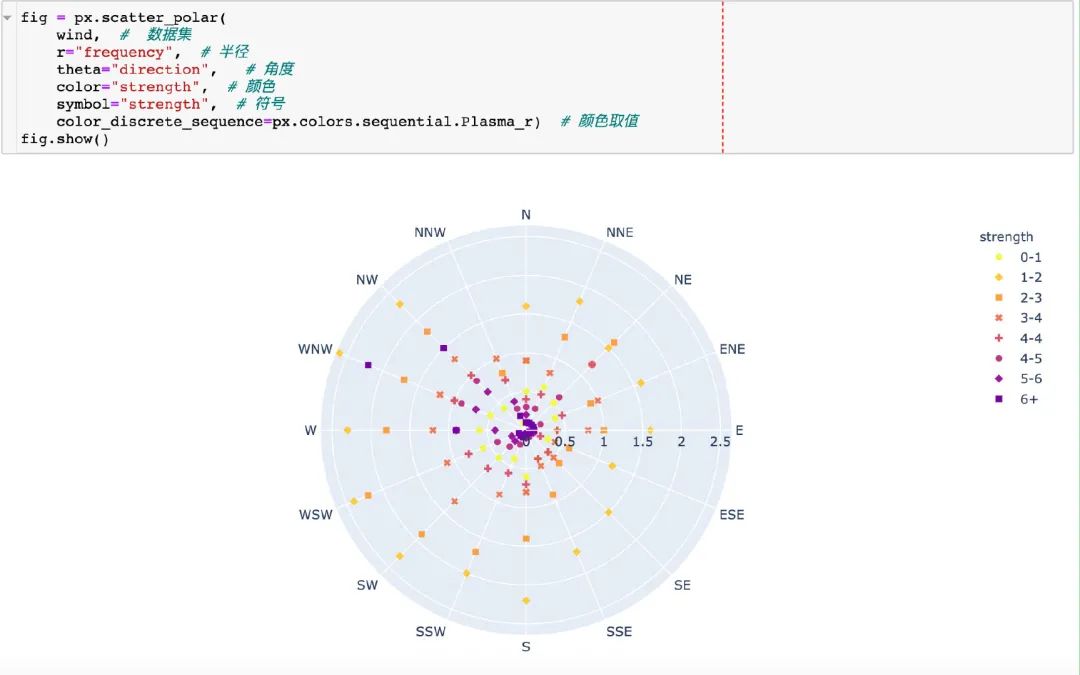 fig = px.scatter_polar(
wind,  #  数据集
r="frequency",  # 半径
theta="direction",   # 角度
color="strength",  # 颜色
symbol="strength",  # 符号
color_discrete_sequence=px.colors.sequential.Plasma_r)  # 颜色取值
fig.show()
N
NNW
NNE
NW
NE
WNW
ENE
W
E
0
0.5
1
1.5
2
2.5
WSW
ESE
SW
SE
SSW
SSE
S
strength
0-1
1-2
2-3
3-4
4-4
4-5
5-6
6+